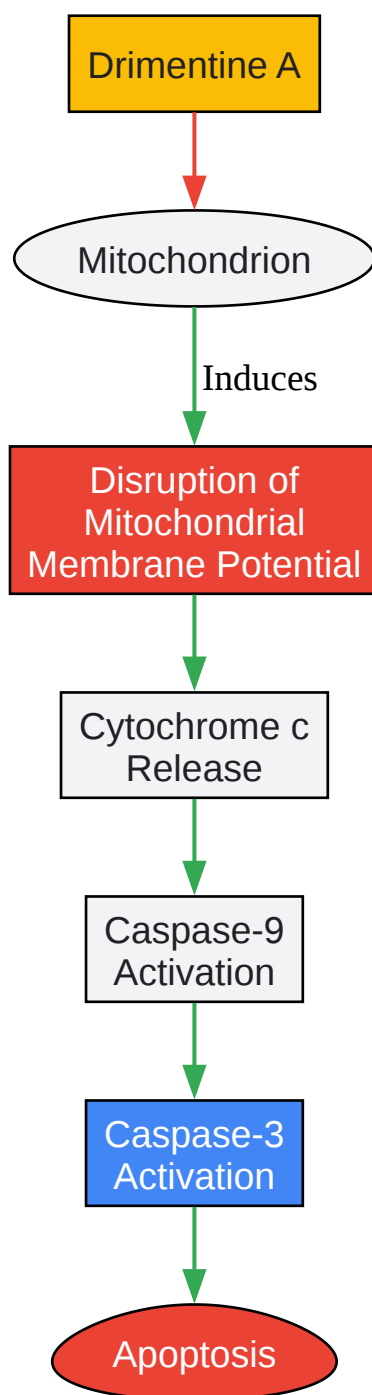 Drimentine A
Mitochondrion
Induces
Disruption of
Mitochondrial
Membrane Potential
Cytochrome c
Release
Caspase-9
Activation
Caspase-3
Activation
Apoptosis